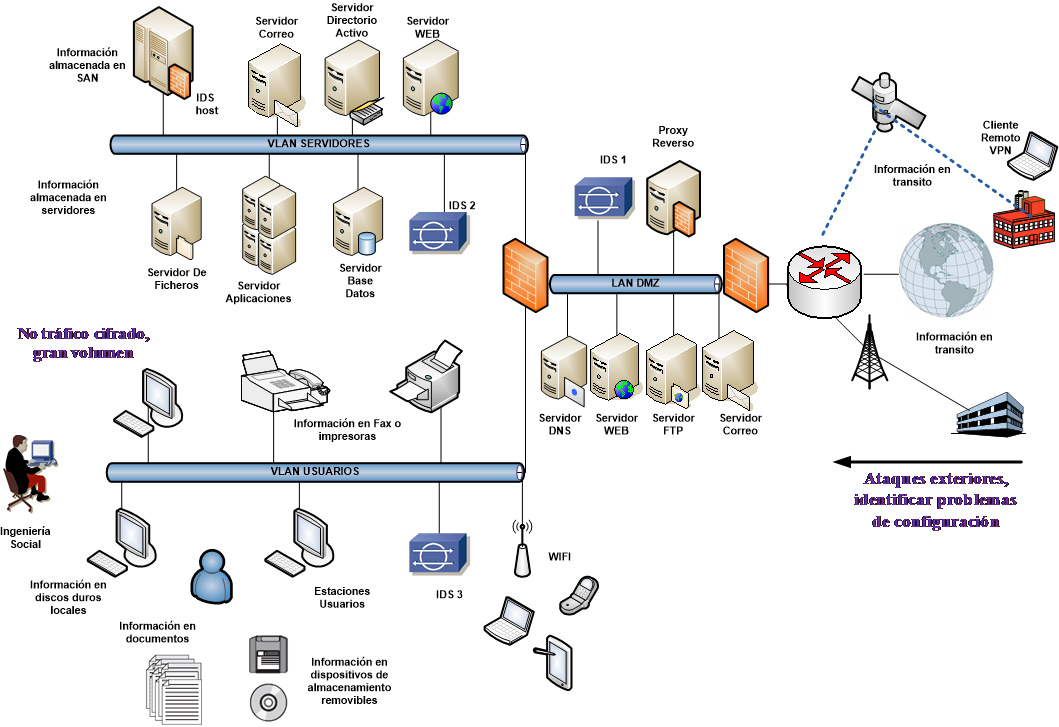 Información
almacenada en
SAN
IDS
host
Servidor
Correo
Servidor
Directorio
Activo
Servidor
WEB
VLAN SERVIDORES
Información
almacenada en
servidores
Servidor De
Ficheros
Servidor
Aplicaciones
Servidor
Base
Datos
IDS 2
IDS 1
Proxy
Reverso
LAN DMZ
Servidor
DNS
Servidor
WEB
Servidor
FTP
Servidor
Correo
Información en
transito
Cliente
Remoto
VPN
Información en
transito
Ataques exteriores,
identificar problemas
de configuración
No tráfico cifrado,
gran volumen
Información en Fax o
impresoras
VLAN USUARIOS
Ingeniería
Social
Información en
discos duros
locales
Estaciones
Usuarios
IDS 3
WIFI
Información en
documentos
Información en
dispositivos de
almacenamiento
removibles